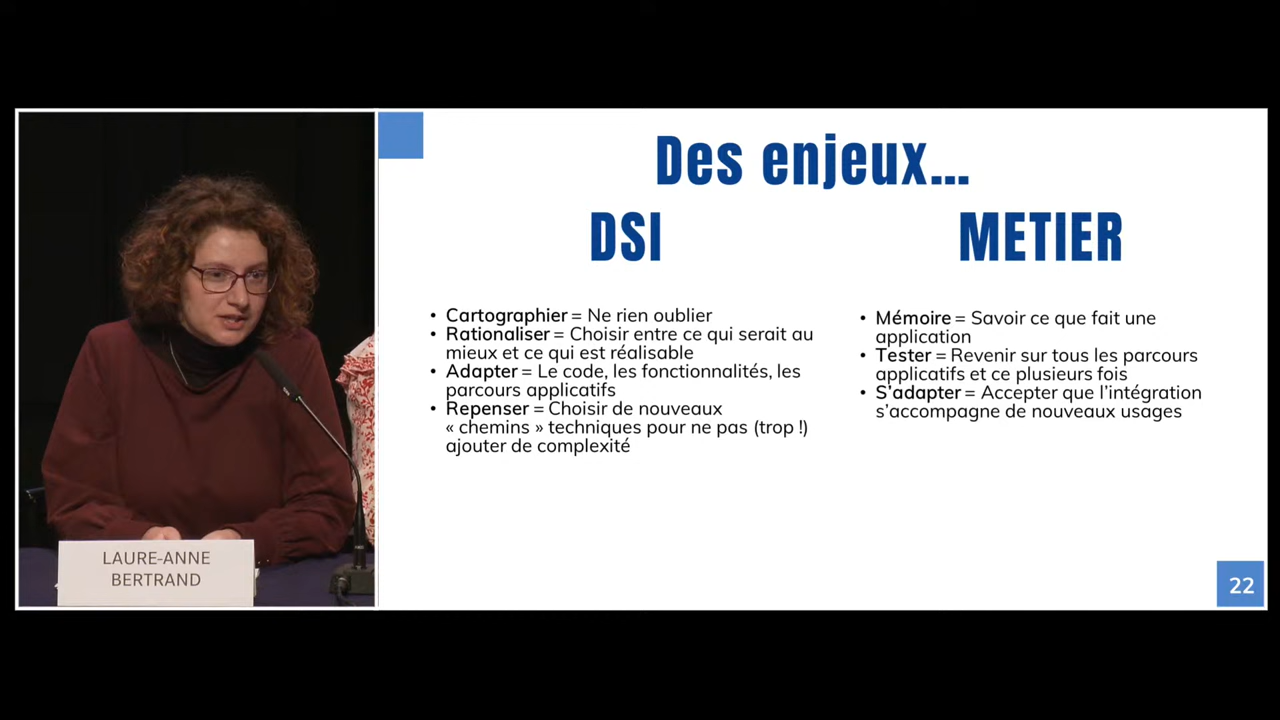 Des enjeux...
DSI
METIER
• Cartographier = Ne rien oublier
• Rationaliser = Choisir entre ce qui serait au
mieux et ce qui est réalisable
• Adapter = Le code, les fonctionnalités, les
parcours applicatifs
• Repenser = Choisir de nouveaux
« chemins » techniques pour ne pas (trop !)
ajouter de complexité
• Mémoire = Savoir ce que fait une
application
• Tester = Revenir sur tous les parcours
applicatifs et ce plusieurs fois
• S’adapter = Accepter que l’intégration
s’accompagne de nouveaux usages
LAURE-ANNE
BERTRAND
22